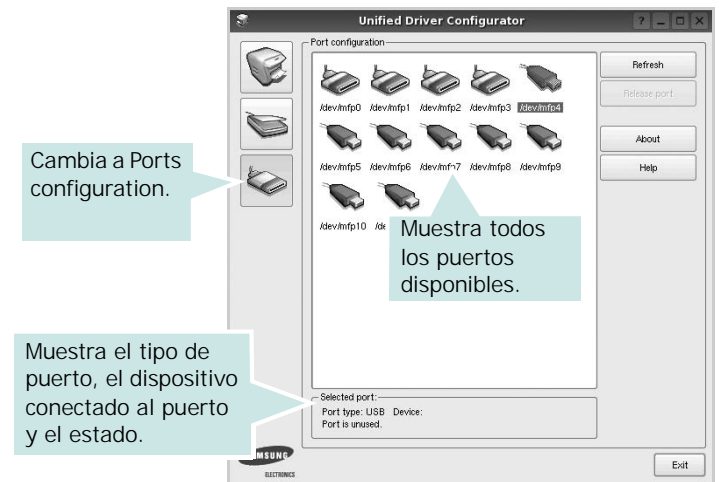 Unified Driver Configurator
Port configuration
/dev/mfp0 /dev/mfp1 /dev/mfp2 /dev/mfp3 /dev/mfp4
/dev/mfp5 /dev/mfp6 /dev/mfp7 /dev/mfp8 /dev/mfp9
/dev/mfp10
Refresh
Release port
About
Help
Cambia a Ports
configuration.
Muestra todos
los puertos
disponibles.
Muestra el tipo de
puerto, el dispositivo
conectado al puerto
y el estado.
Selected port:
Port type: USB Device:
Port is unused.
ELECTRONICS
Exit